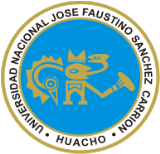 UNIVERSIDAD NACIONAL JOSE FAUSTINO SANCHEZ CARRION
• HUACHO •